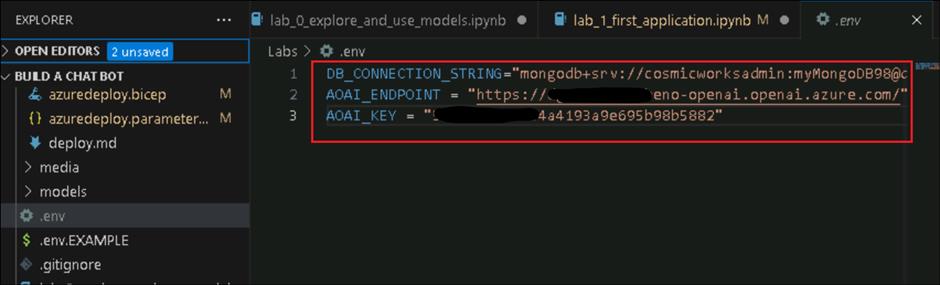 EXPLORER
lab_0_explore_and_use_models.ipynb
lab_1_first_application.ipynb M
.env
OPEN EDITORS 2 unsaved
Labs > .env
BUILD A CHAT BOT
azuredeploy.bicep M
azuredeploy.parameter... M
deploy.md
media
models
.env
.env.EXAMPLE
.gitignore
1 DB_CONNECTION_STRING="mongodb+srv://cosmicworksadmin:myMongoDB98@c
2 AOAI_ENDPOINT = "https:// eno-openai.openai.azure.com/"
3 AOAI_KEY = " 4a4193a9e695b98b5882"